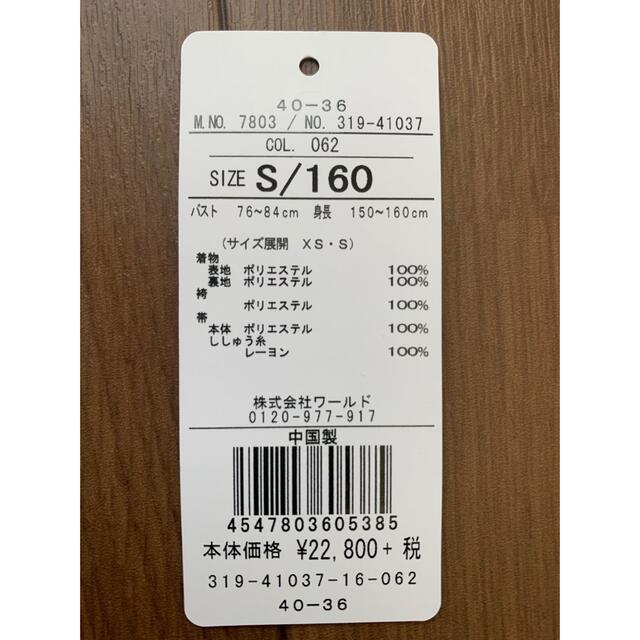 40-36
M.NO. 7803 / NO. 319-41037
COL. 062
SIZE S/160
バスト 76~84cm 身長 150~160cm
(サイズ展開 XS・S)
着物
表地 ポリエステル 100%
裏地 ポリエステル 100%
袴
ポリエステル 100%
帯
本体 ポリエステル 100%
ししゅう糸
レーヨン 100%
株式会社ワールド
0120-977-917
中国製
4547803605385
本体価格 ¥22,800+ 税
319-41037-16-062
40-36